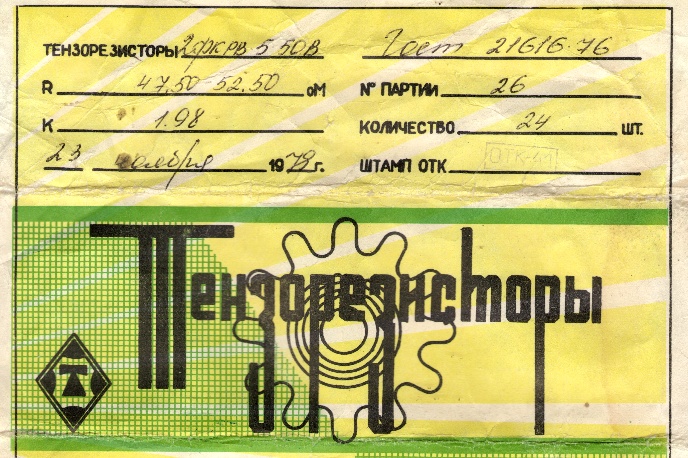 ТЕНЗОРЕЗИСТОРЫ 2ФКРВ 5 50В Гост 21616-76
R 47,50-52.50 ОМ № ПАРТИИ 26
К 1.98 КОЛИЧЕСТВО 24 ШТ.
23 ноября 1979г. ШТАМП ОТК ОТК-41
Тензорезисторы